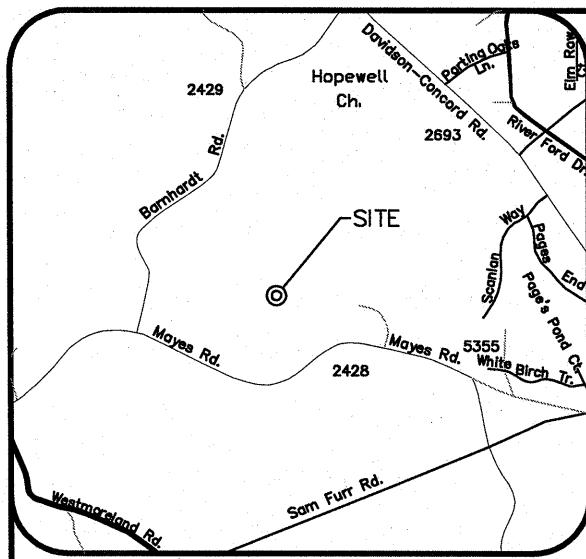 Parting Oaks
Ln.
Elm Row
Ct
Davidson-Concord Rd.
2693
River Ford Dr.
2429
Hopewell
Ch.
Barnhardt Rd.
SITE
Way
Scanlan
Pages
End
Page's Pond Ct.
Mayes Rd.
Mayes Rd.
5355
White Birch Tr.
2428
Sam Furr Rd.
Westmoreland Rd.